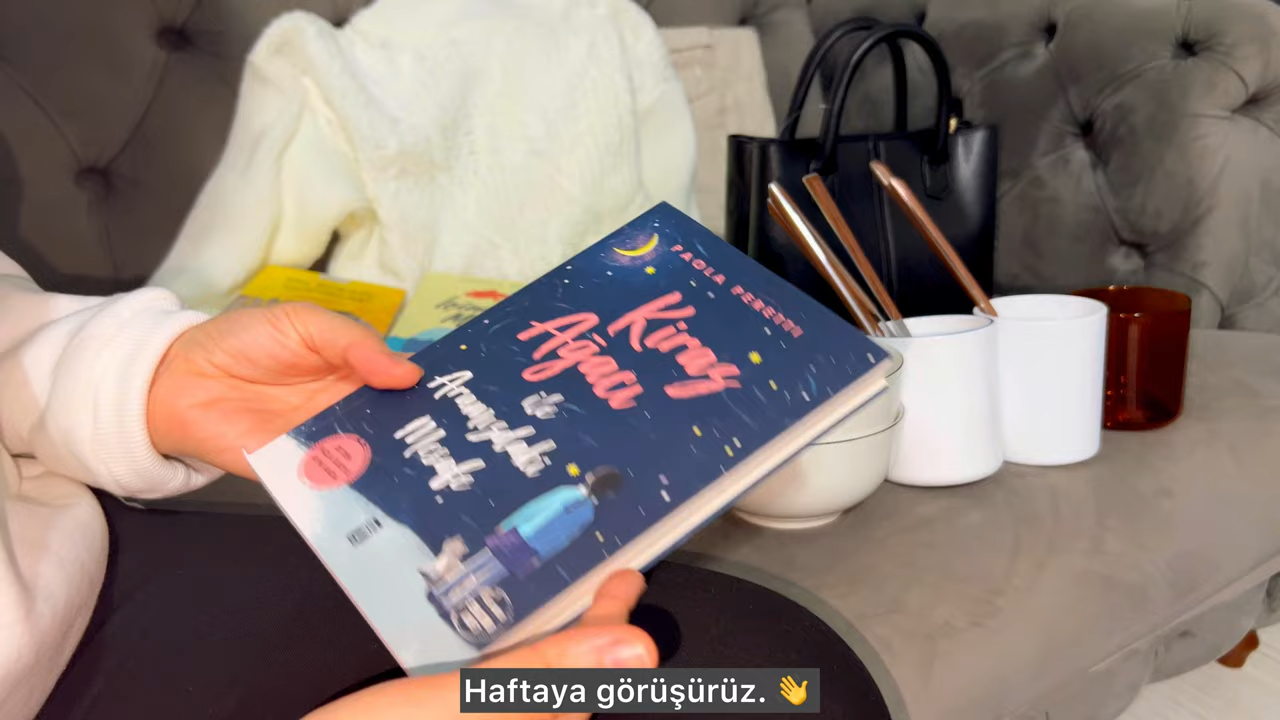 PAOLA PERETTI
Kiraz
Ağacı
ile
Aramızdaki
Mesafe
Haftaya görüşürüz. 👋